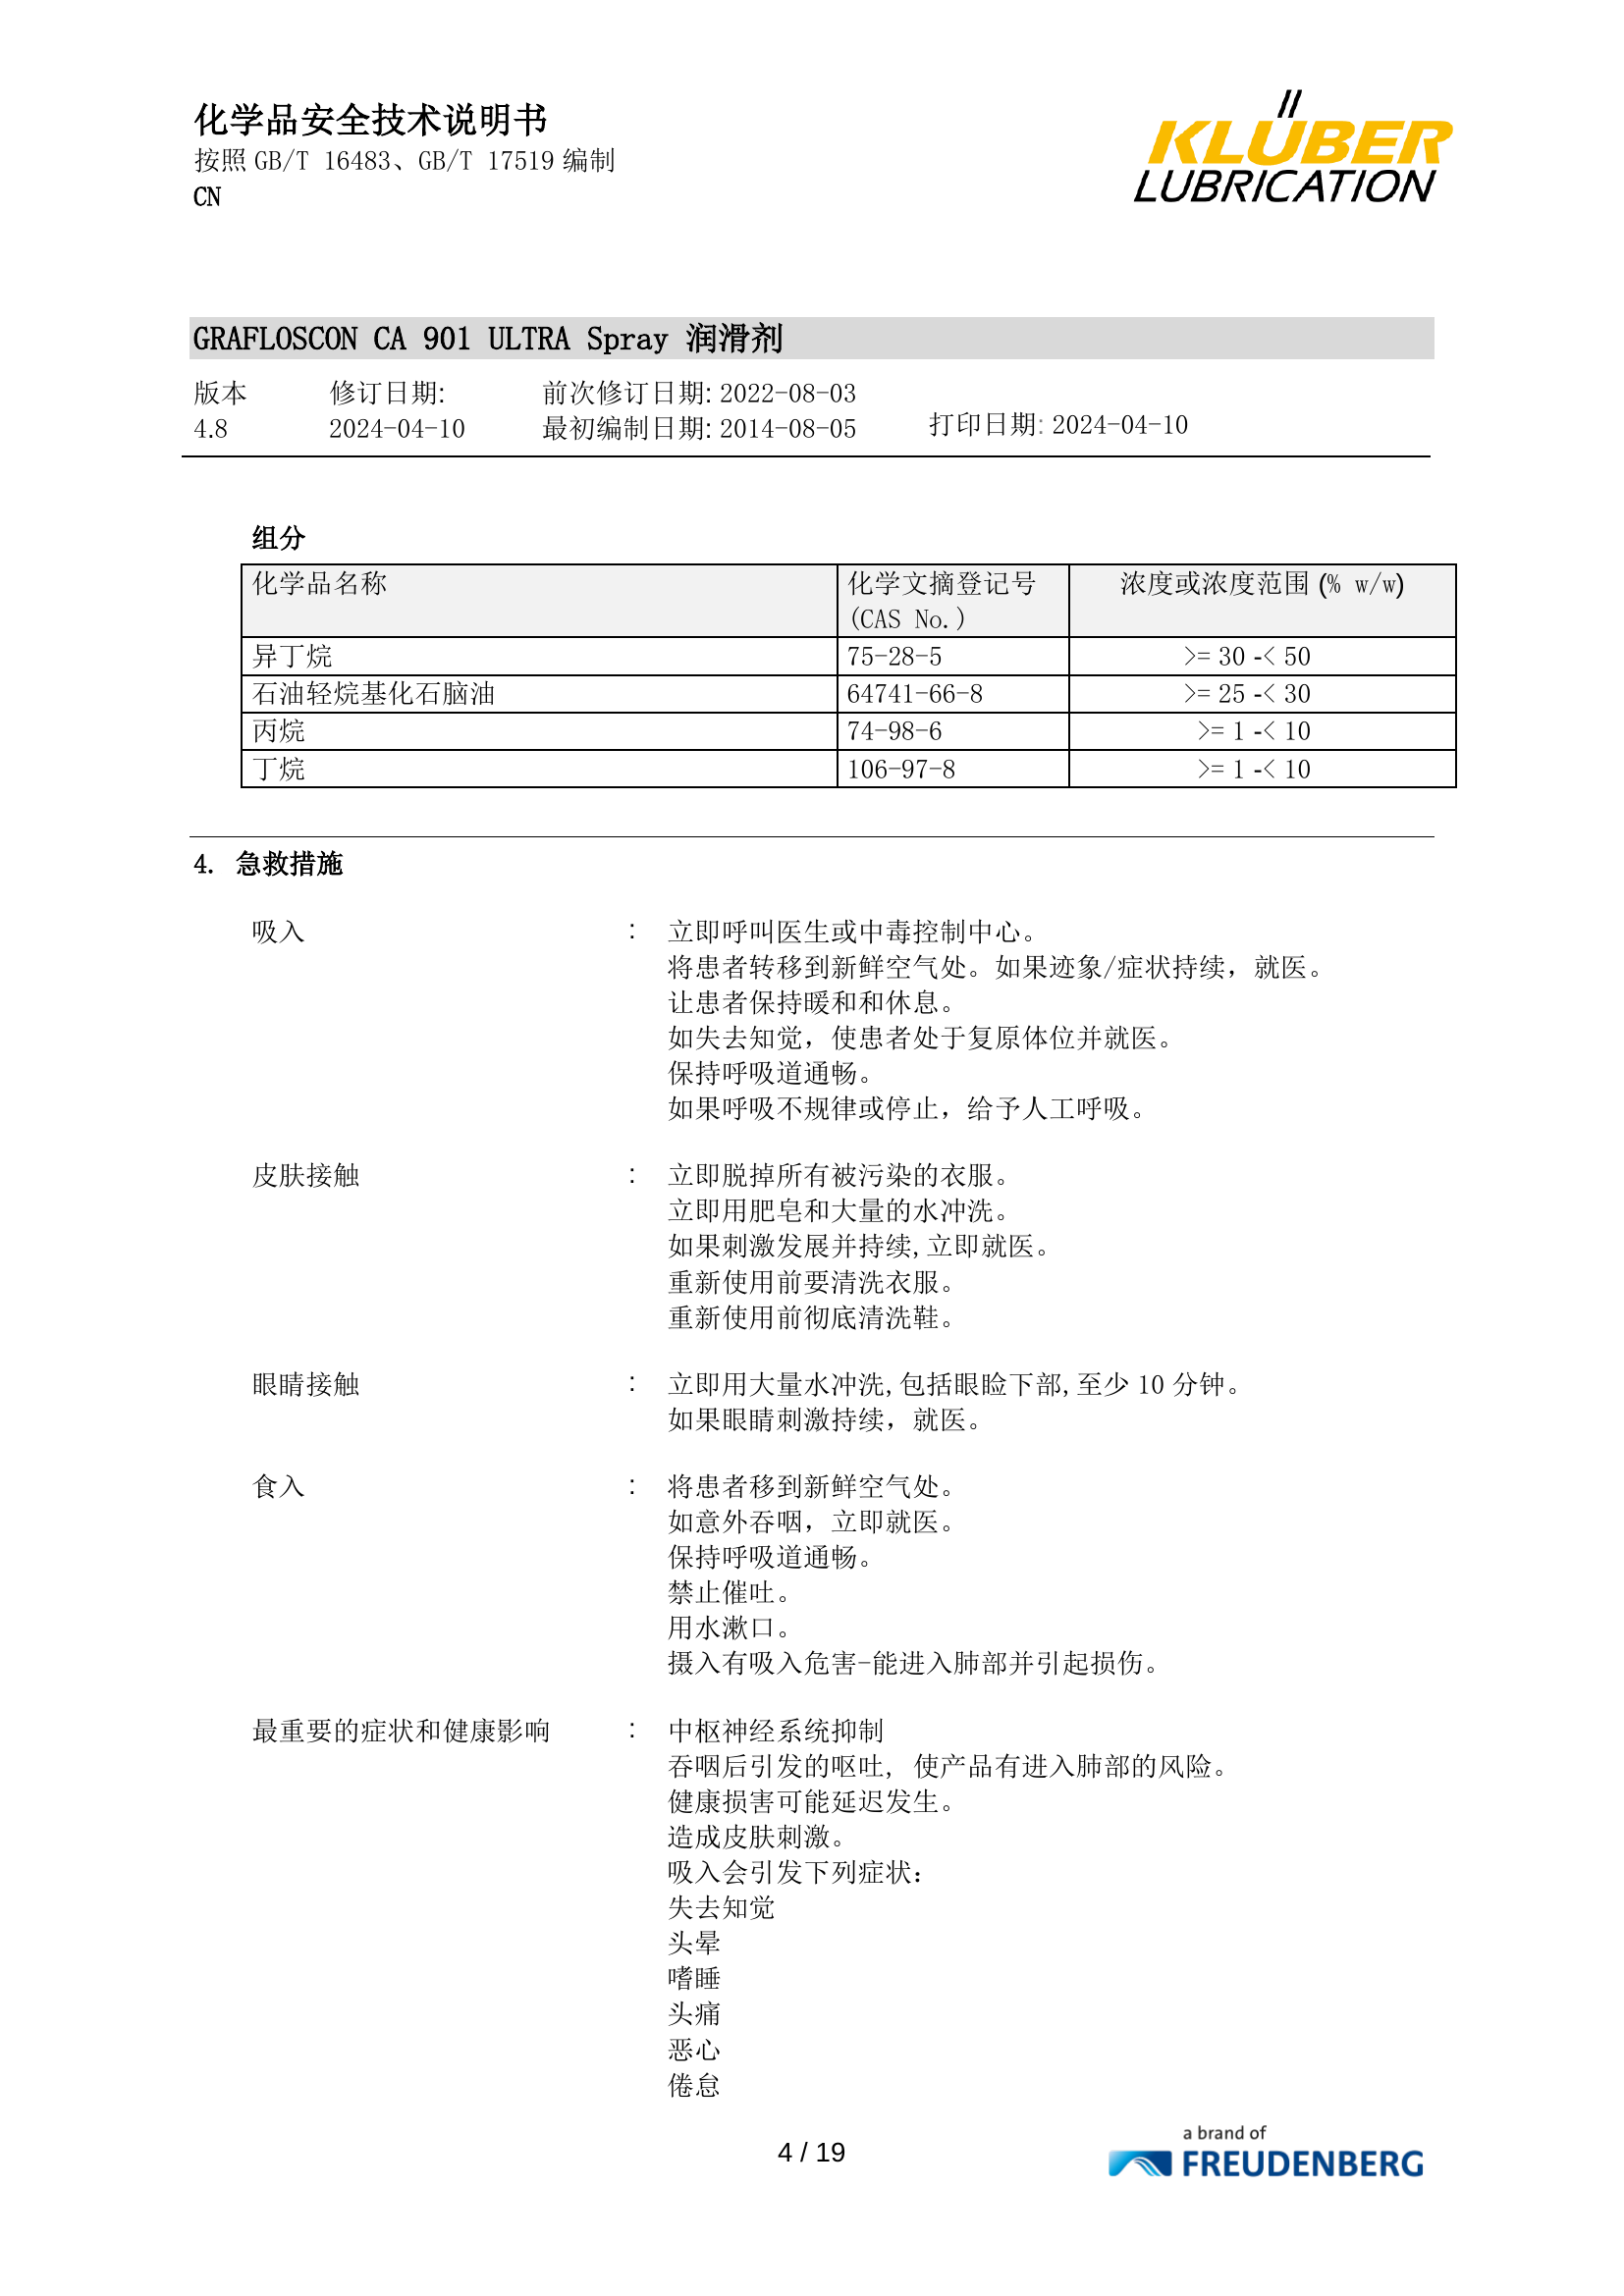 化学品安全技术说明书
按照 GB/T 16483、GB/T 17519 编制
CN
KLÜBER
LUBRICATION
GRAFLOSCON CA 901 ULTRA Spray 润滑剂
版本 修订日期: 前次修订日期: 2022-08-03
4.8 2024-04-10 最初编制日期: 2014-08-05 打印日期: 2024-04-10
组分
化学品名称 化学文摘登记号 浓度或浓度范围 (% w/w)
(CAS No.)
异丁烷 75-28-5 >= 30 -< 50
石油轻烷基化石脑油 64741-66-8 >= 25 -< 30
丙烷 74-98-6 >= 1 -< 10
丁烷 106-97-8 >= 1 -< 10
4. 急救措施
吸入 : 立即呼叫医生或中毒控制中心。
将患者转移到新鲜空气处。如果迹象/症状持续，就医。
让患者保持暖和和休息。
如失去知觉，使患者处于复原体位并就医。
保持呼吸道通畅。
如果呼吸不规律或停止，给予人工呼吸。
皮肤接触 : 立即脱掉所有被污染的衣服。
立即用肥皂和大量的水冲洗。
如果刺激发展并持续,立即就医。
重新使用前要清洗衣服。
重新使用前彻底清洗鞋。
眼睛接触 : 立即用大量水冲洗,包括眼睑下部,至少 10 分钟。
如果眼睛刺激持续，就医。
食入 : 将患者移到新鲜空气处。
如意外吞咽，立即就医。
保持呼吸道通畅。
禁止催吐。
用水漱口。
摄入有吸入危害-能进入肺部并引起损伤。
最重要的症状和健康影响 : 中枢神经系统抑制
吞咽后引发的呕吐, 使产品有进入肺部的风险。
健康损害可能延迟发生。
造成皮肤刺激。
吸入会引发下列症状：
失去知觉
头晕
嗜睡
头痛
恶心
倦怠
4 / 19
a brand of
FREUDENBERG